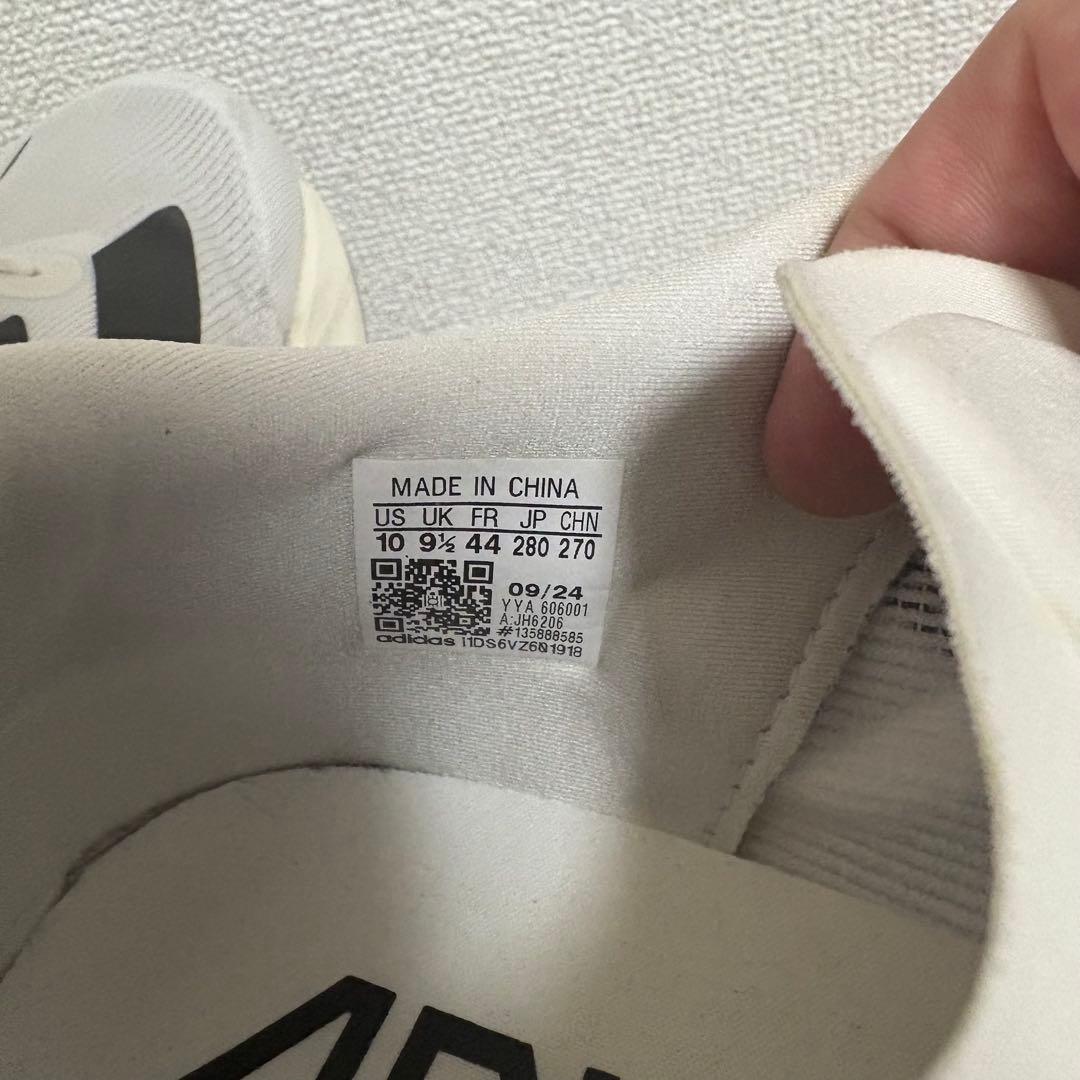 MADE IN CHINA
US UK FR JP CHN
10 9½ 44 280 270
09/24
YYA 606001
A:JH6206
#135888585
adidas i1DS6VZ601918